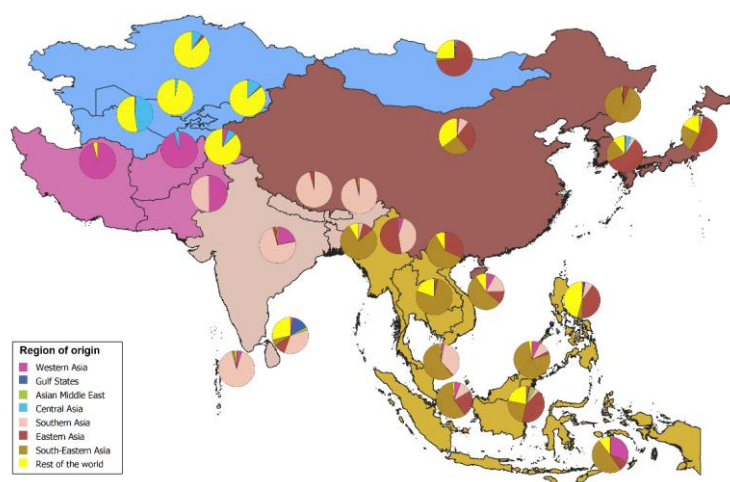 Region of origin
Western Asia
Gulf States
Asian Middle East
Central Asia
Southern Asia
Eastern Asia
South-Eastern Asia
Rest of the world